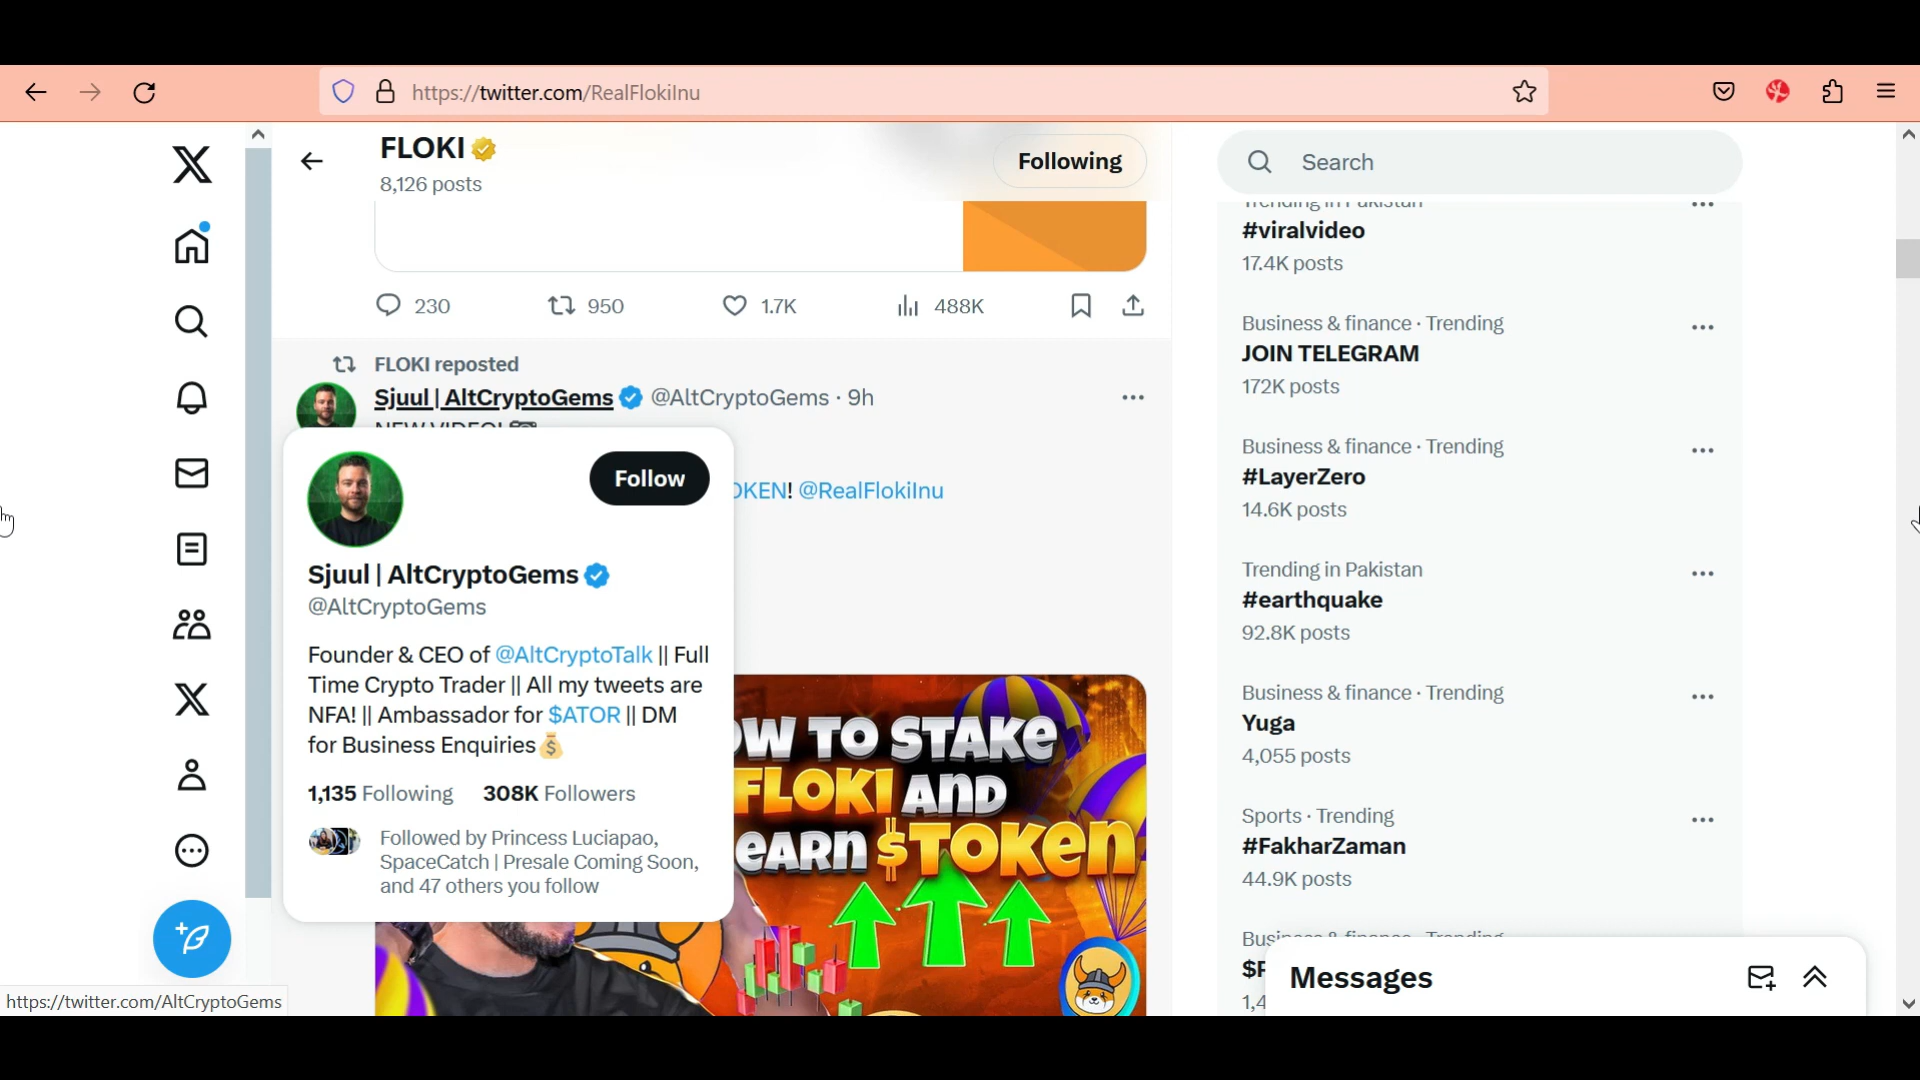 https://twitter.com/RealFlokiInu
FLOKI
8,126 posts
Following
230
950
1.7K
488K
FLOKI reposted
Sjuul | AltCryptoGems @AltCryptoGems · 9h
NEW VIDEO!
OKEN! @RealFlokiInu
Follow
Sjuul | AltCryptoGems
@AltCryptoGems
Founder & CEO of @AltCryptoTalk || Full
Time Crypto Trader || All my tweets are
NFA! || Ambassador for $ATOR || DM
for Business Enquiries
1,135 Following 308K Followers
Followed by Princess Luciapao,
SpaceCatch | Presale Coming Soon,
and 47 others you follow
OW TO STAKE
FLOKI AND
EARN $TOKEN
https://twitter.com/AltCryptoGems
Search
Trending in Pakistan
#viralvideo
17.4K posts
Business & finance · Trending
JOIN TELEGRAM
172K posts
Business & finance · Trending
#LayerZero
14.6K posts
Trending in Pakistan
#earthquake
92.8K posts
Business & finance · Trending
Yuga
4,055 posts
Sports · Trending
#FakharZaman
44.9K posts
Business & finance · Trending
Messages